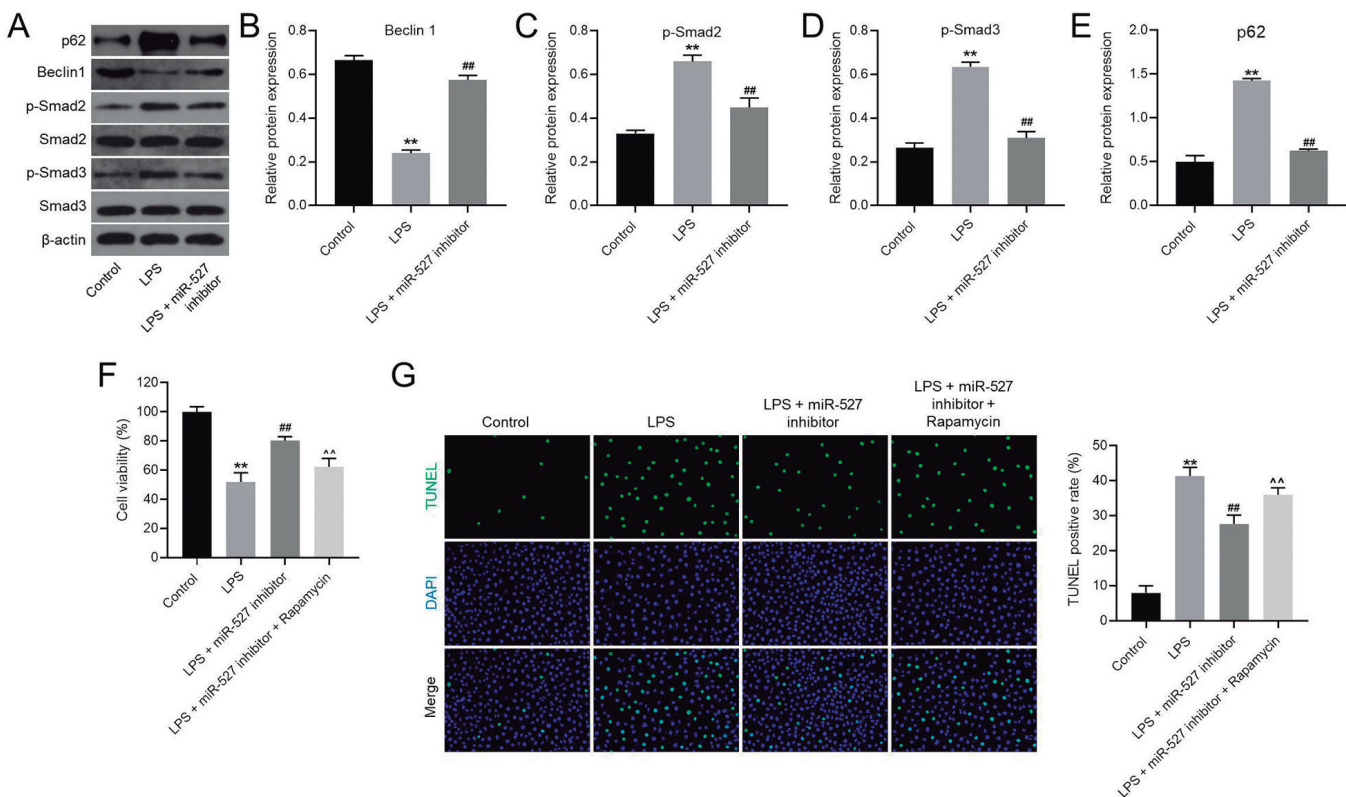 A
p62
Beclin1
p-Smad2
Smad2
p-Smad3
Smad3
β-actin
Control
LPS
LPS + miR-527
inhibitor
B
Beclin 1
Relative protein expression
0.8
0.6
0.4
0.2
0.0
**
##
Control
LPS
LPS + miR-527 inhibitor
C
p-Smad2
Relative protein expression
0.8
0.6
0.4
0.2
0.0
**
##
Control
LPS
LPS + miR-527 inhibitor
D
p-Smad3
Relative protein expression
0.8
0.6
0.4
0.2
0.0
**
##
Control
LPS
LPS + miR-527 inhibitor
E
p62
Relative protein expression
2.0
1.5
1.0
0.5
0.0
**
##
Control
LPS
LPS + miR-527 inhibitor
F
Cell viability (%)
120
100
80
60
40
20
0
**
##
^^
Control
LPS
LPS + miR-527 inhibitor
LPS + miR-527 inhibitor + Rapamycin
G
Control
LPS
LPS + miR-527
inhibitor
LPS + miR-527
inhibitor +
Rapamycin
TUNEL
DAPI
Merge
TUNEL positive rate (%)
50
40
30
20
10
0
**
##
^^
Control
LPS
LPS + miR-527 inhibitor
LPS + miR-527 inhibitor + Rapamycin